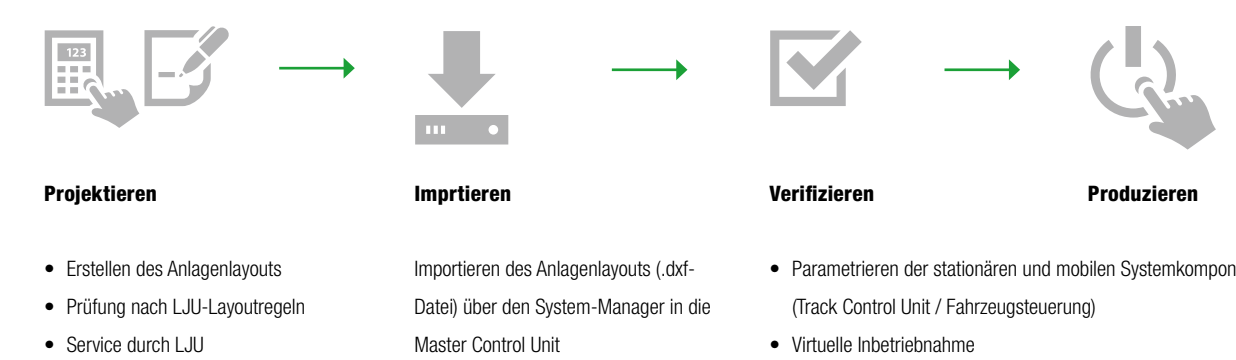 123
Projektieren
Imprtieren
Verifizieren
Produzieren
• Erstellen des Anlagenlayouts
• Prüfung nach LJU-Layoutregeln
• Service durch LJU
Importieren des Anlagenlayouts (.dxf-
Datei) über den System-Manager in die
Master Control Unit
• Parametrieren der stationären und mobilen Systemkompon
(Track Control Unit / Fahrzeugsteuerung)
• Virtuelle Inbetriebnahme